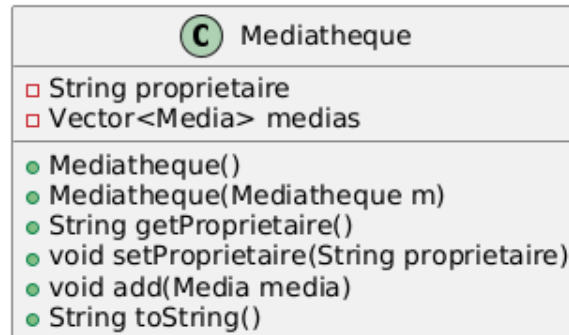 C Mediatheque
String proprietaire
Vector<Media> medias
Mediatheque()
Mediatheque(Mediatheque m)
String getProprietaire()
void setProprietaire(String proprietaire)
void add(Media media)
String toString()